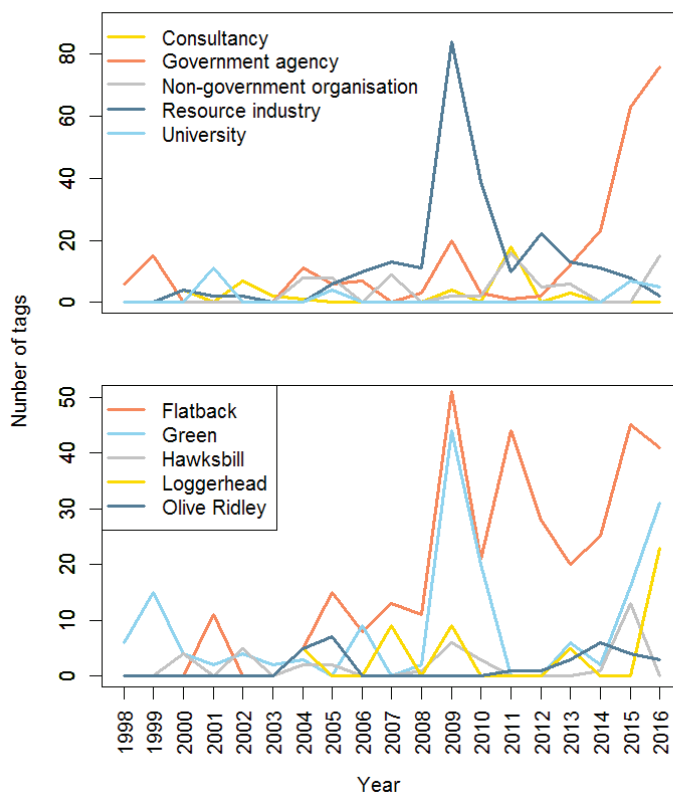 Consultancy
Government agency
Non-government organisation
Resource industry
University
80
60
40
20
0
Nunber of tags
Flatback
Green
Hawksbill
Loggerhead
Olive Ridley
50
40
30
20
10
0
1998 1999 2000 2001 2002 2003 2004 2005 2006 2007 2008 2009 2010 2011 2012 2013 2014 2015 2016
Year